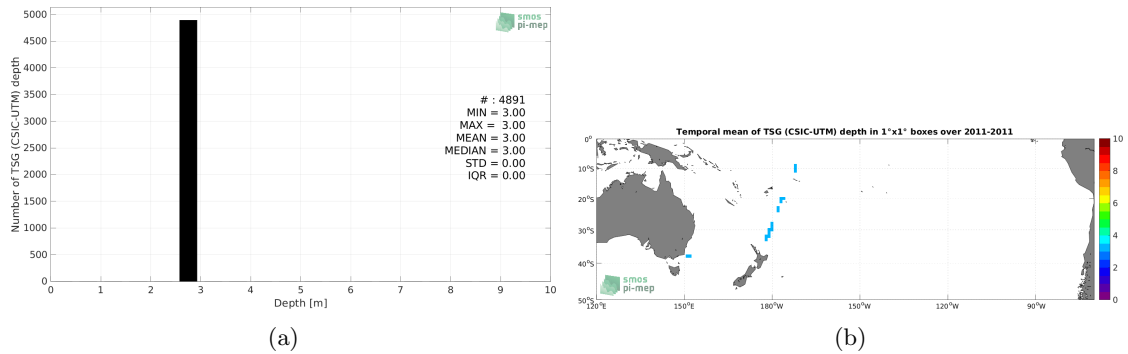 5000
4500
4000
3500
3000
2500
2000
1500
1000
500
0
Number of TSG (CSIC-UTM) depth
smos
pi-mep
# : 4891
MIN = 3.00
MAX = 3.00
MEAN = 3.00
MEDIAN = 3.00
STD = 0.00
IQR = 0.00
0 1 2 3 4 5 6 7 8 9 10
Depth [m]
(a)
Temporal mean of TSG (CSIC-UTM) depth in 1°x1° boxes over 2011-2011
0°
10°S
20°S
30°S
40°S
50°S
120°E 150°E 180°W 150°W 120°W 90°W
smos
pi-mep
10
8
6
4
2
0
(b)